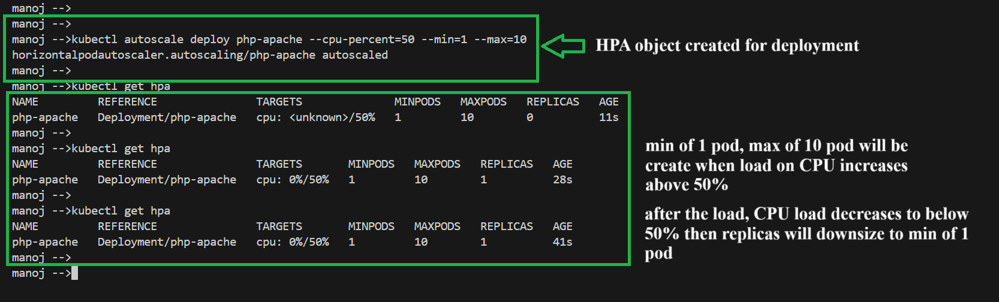 manoj -->
manoj -->
manoj -->kubectl autoscale deploy php-apache --cpu-percent=50 --min=1 --max=10
horizontalpodautoscaler.autoscaling/php-apache autoscaled
manoj -->
HPA object created for deployment
manoj -->kubectl get hpa
NAME REFERENCE TARGETS MINPODS MAXPODS REPLICAS AGE
php-apache Deployment/php-apache cpu: <unknown>/50% 1 10 0 11s
manoj -->
manoj -->kubectl get hpa
NAME REFERENCE TARGETS MINPODS MAXPODS REPLICAS AGE
php-apache Deployment/php-apache cpu: 0%/50% 1 10 1 28s
manoj -->
manoj -->kubectl get hpa
NAME REFERENCE TARGETS MINPODS MAXPODS REPLICAS AGE
php-apache Deployment/php-apache cpu: 0%/50% 1 10 1 41s
manoj -->
manoj -->
min of 1 pod, max of 10 pod will be
create when load on CPU increases
above 50%
after the load, CPU load decreases to below
50% then replicas will downsize to min of 1
pod